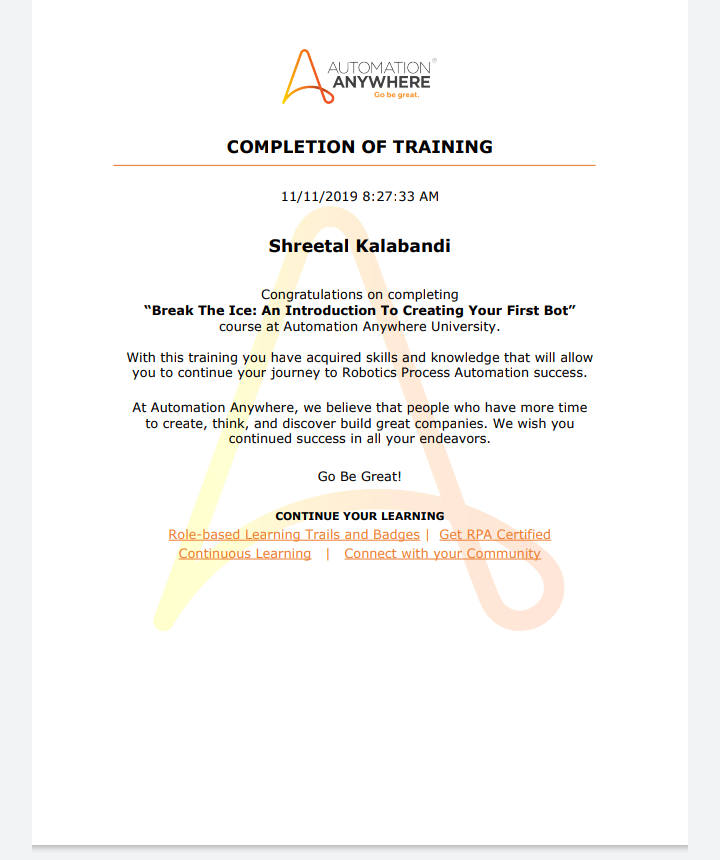 AUTOMATION
ANYWHERE
Go be great.
COMPLETION OF TRAINING
11/11/2019 8:27:33 AM
Shreetal Kalabandi
Congratulations on completing
“Break The Ice: An Introduction To Creating Your First Bot”
course at Automation Anywhere University.
With this training you have acquired skills and knowledge that will allow
you to continue your journey to Robotics Process Automation success.
At Automation Anywhere, we believe that people who have more time
to create, think, and discover build great companies. We wish you
continued success in all your endeavors.
Go Be Great!
CONTINUE YOUR LEARNING
Role-based Learning Trails and Badges | Get RPA Certified
Continuous Learning | Connect with your Community